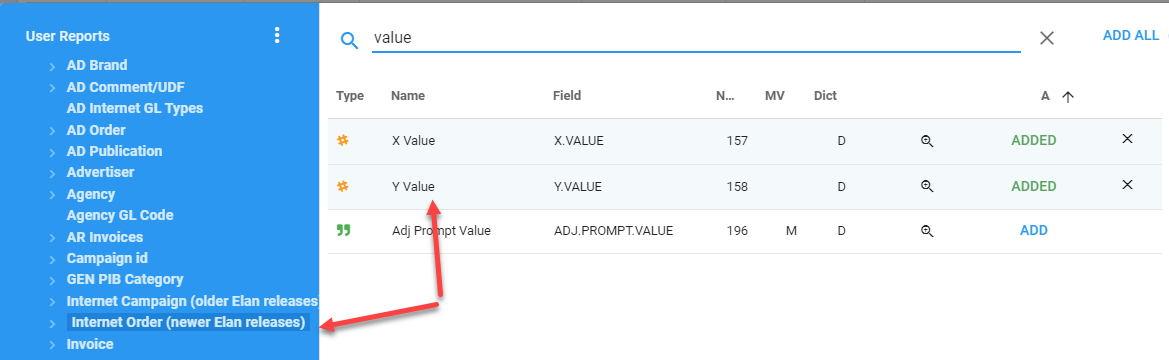 User Reports
AD Brand
AD Comment/UDF
AD Internet GL Types
AD Order
AD Publication
Advertiser
Agency
Agency GL Code
AR Invoices
Campaign id
GEN PIB Category
Internet Campaign (older Elan releases
Internet Order (newer Elan releases)
Invoice
value
ADD ALL
Type Name Field N... MV Dict A
X Value X.VALUE 157 D ADDED
Y Value Y.VALUE 158 D ADDED
Adj Prompt Value ADJ.PROMPT.VALUE 196 M D ADD